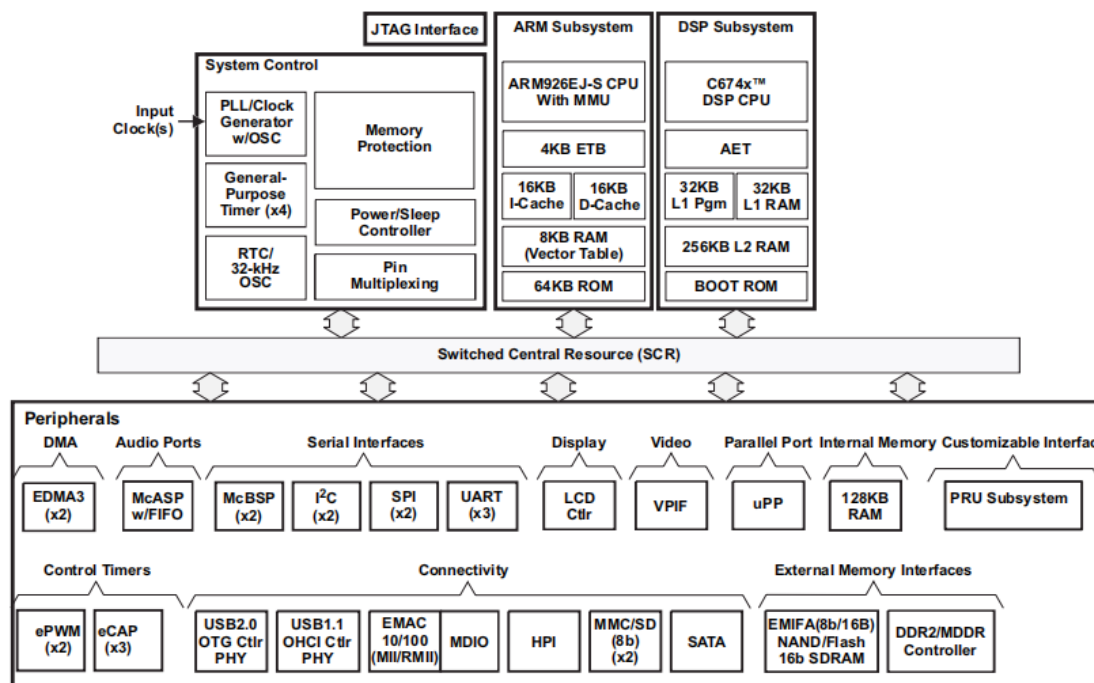 JTAG Interface
System Control
Input
Clock(s)
PLL/Clock
Generator
w/OSC
General-
Purpose
Timer (x4)
RTC/
32-kHz
OSC
Memory
Protection
Power/Sleep
Controller
Pin
Multiplexing
ARM Subsystem
ARM926EJ-S CPU
With MMU
4KB ETB
16KB
I-Cache
16KB
D-Cache
8KB RAM
(Vector Table)
64KB ROM
DSP Subsystem
C674x™
DSP CPU
AET
32KB
L1 Pgm
32KB
L1 RAM
256KB L2 RAM
BOOT ROM
Switched Central Resource (SCR)
Peripherals
DMA
EDMA3
(x2)
Audio Ports
McASP
w/FIFO
Serial Interfaces
McBSP
(x2)
I²C
(x2)
SPI
(x2)
UART
(x3)
Display
LCD
Ctlr
Video
VPIF
Parallel Port
uPP
Internal Memory
128KB
RAM
Customizable Interfac
PRU Subsystem
Control Timers
ePWM
(x2)
eCAP
(x3)
Connectivity
USB2.0
OTG Ctlr
PHY
USB1.1
OHCI Ctlr
PHY
EMAC
10/100
(MII/RMII)
MDIO
HPI
MMC/SD
(8b)
(x2)
SATA
External Memory Interfaces
EMIFA(8b/16B)
NAND/Flash
16b SDRAM
DDR2/MDDR
Controller